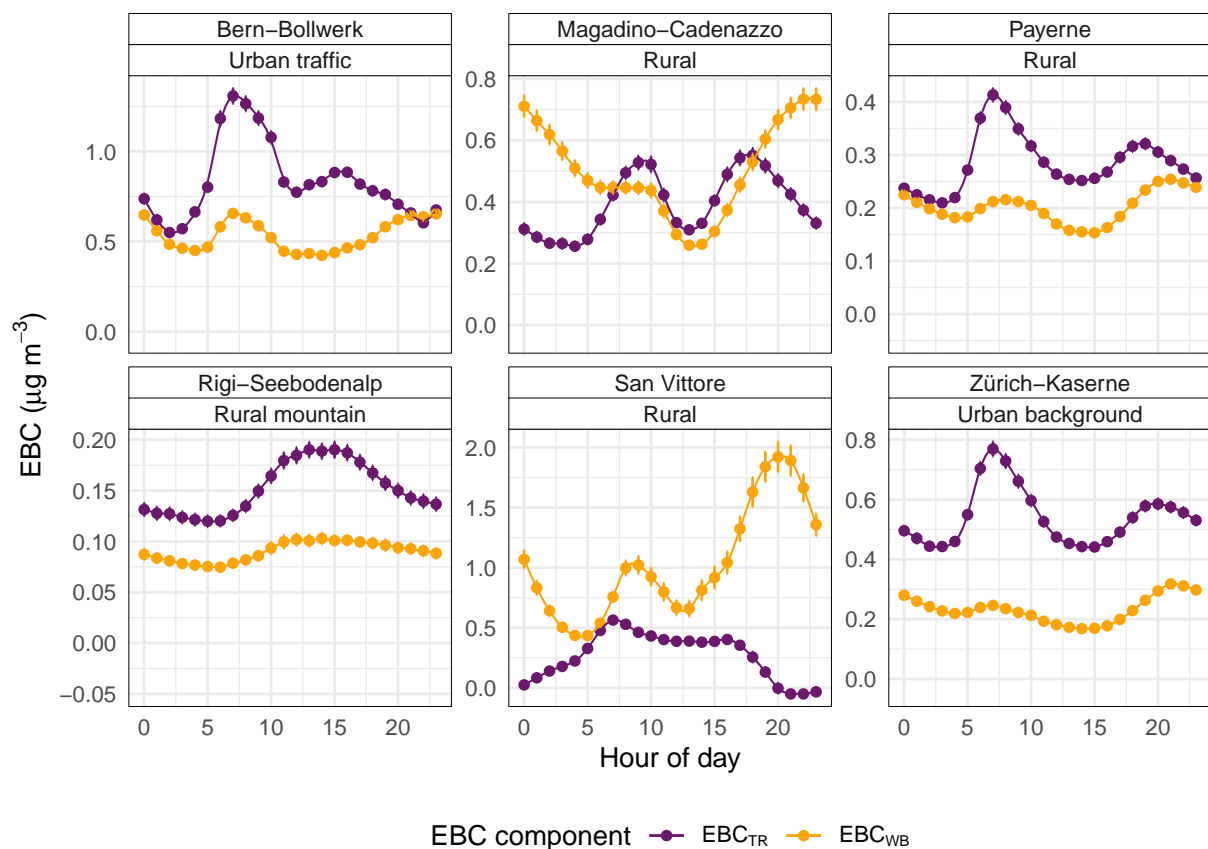 Bern−Bollwerk
Urban traffic
Magadino−Cadenazzo
Rural
Payerne
Rural
1.0
0.5
0.0
0.8
0.6
0.4
0.2
0.0
0.4
0.3
0.2
0.1
0.0
EBC (μg m−3)
Rigi−Seebodenalp
Rural mountain
San Vittore
Rural
Zürich−Kaserne
Urban background
0.20
0.15
0.10
0.05
0.00
−0.05
2.0
1.5
1.0
0.5
0.0
0.8
0.6
0.4
0.2
0.0
0 5 10 15 20
0 5 10 15 20
0 5 10 15 20
Hour of day
EBC component EBCTR EBCWB